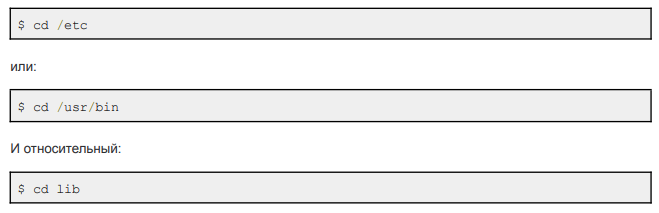 $ cd /etc
или:
$ cd /usr/bin
И относительный:
$ cd lib